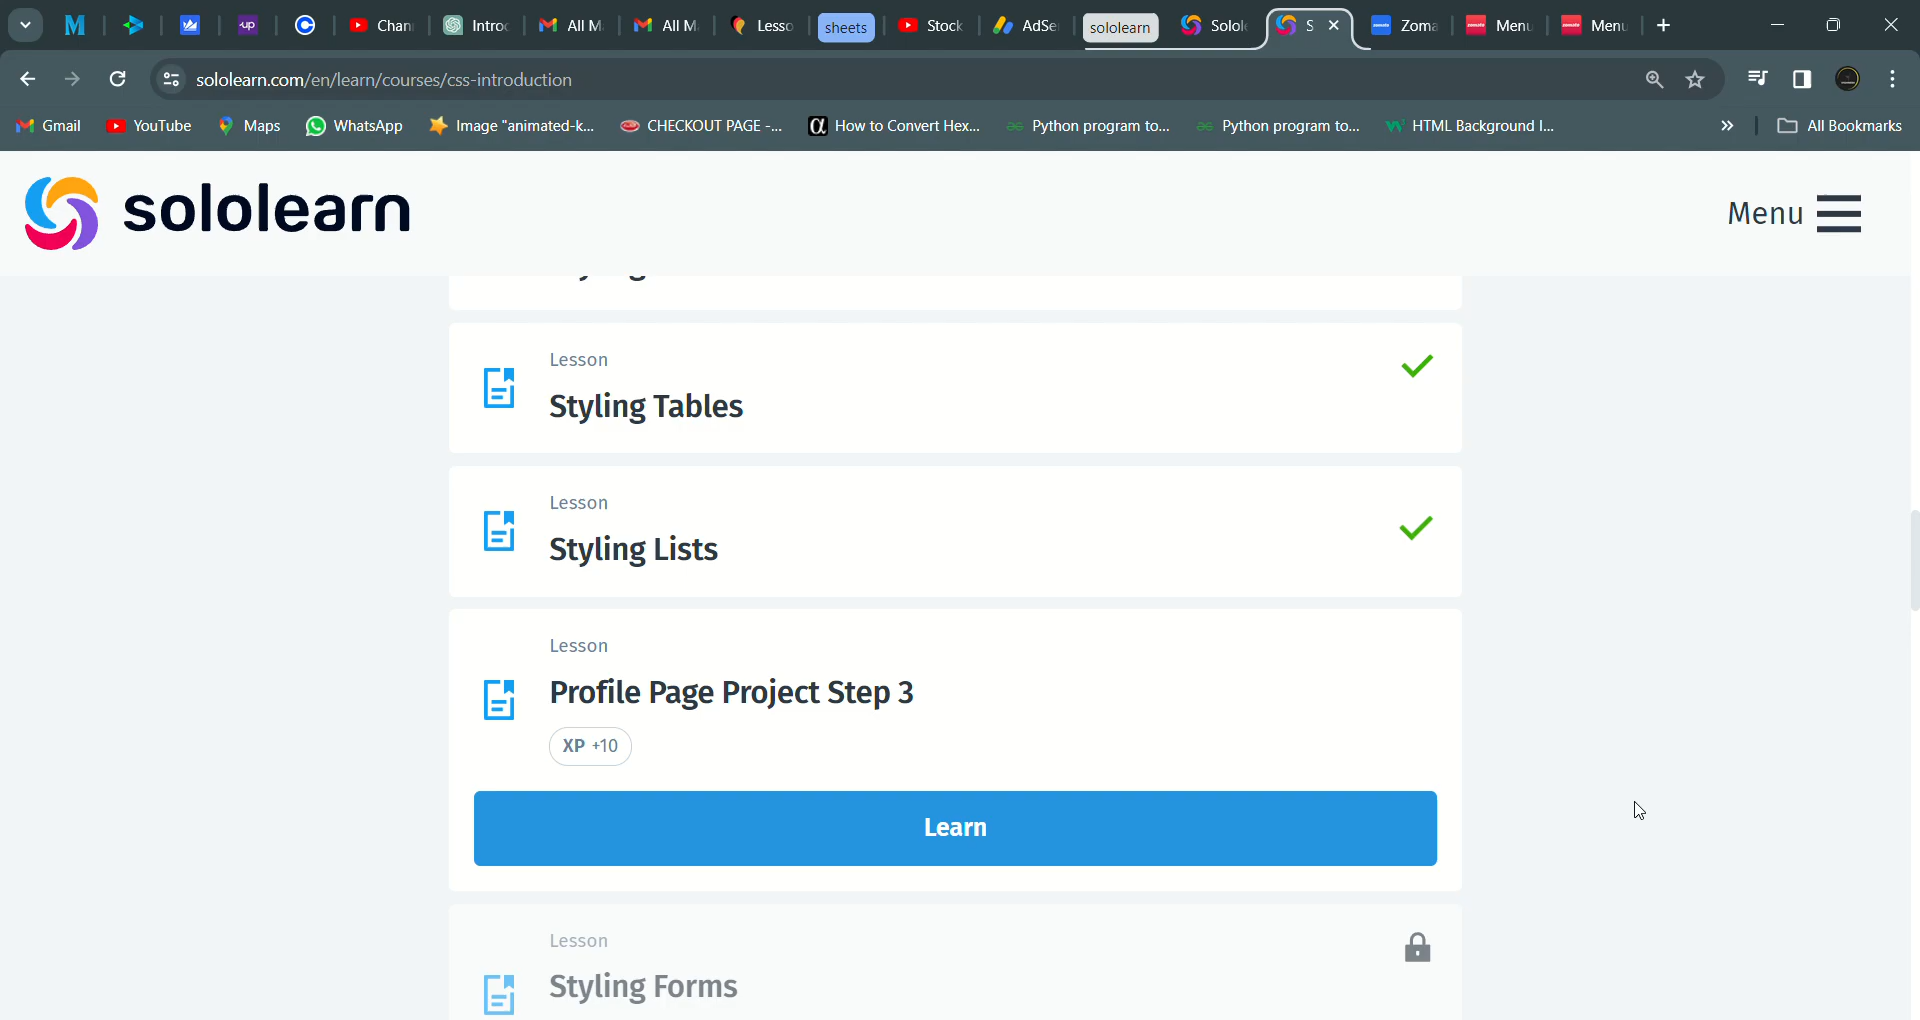 M up Chan Intro All M All M Lesso sheets Stock AdSe sololearn Solol S Zoma Menu Menu
sololearn.com/en/learn/courses/css-introduction
Gmail YouTube Maps WhatsApp Image "animated-k... CHECKOUT PAGE -... How to Convert Hex... Python program to... Python program to... HTML Background I... All Bookmarks
sololearn
Menu
Lesson
Styling Tables
Lesson
Styling Lists
Lesson
Profile Page Project Step 3
XP +10
Learn
Lesson
Styling Forms